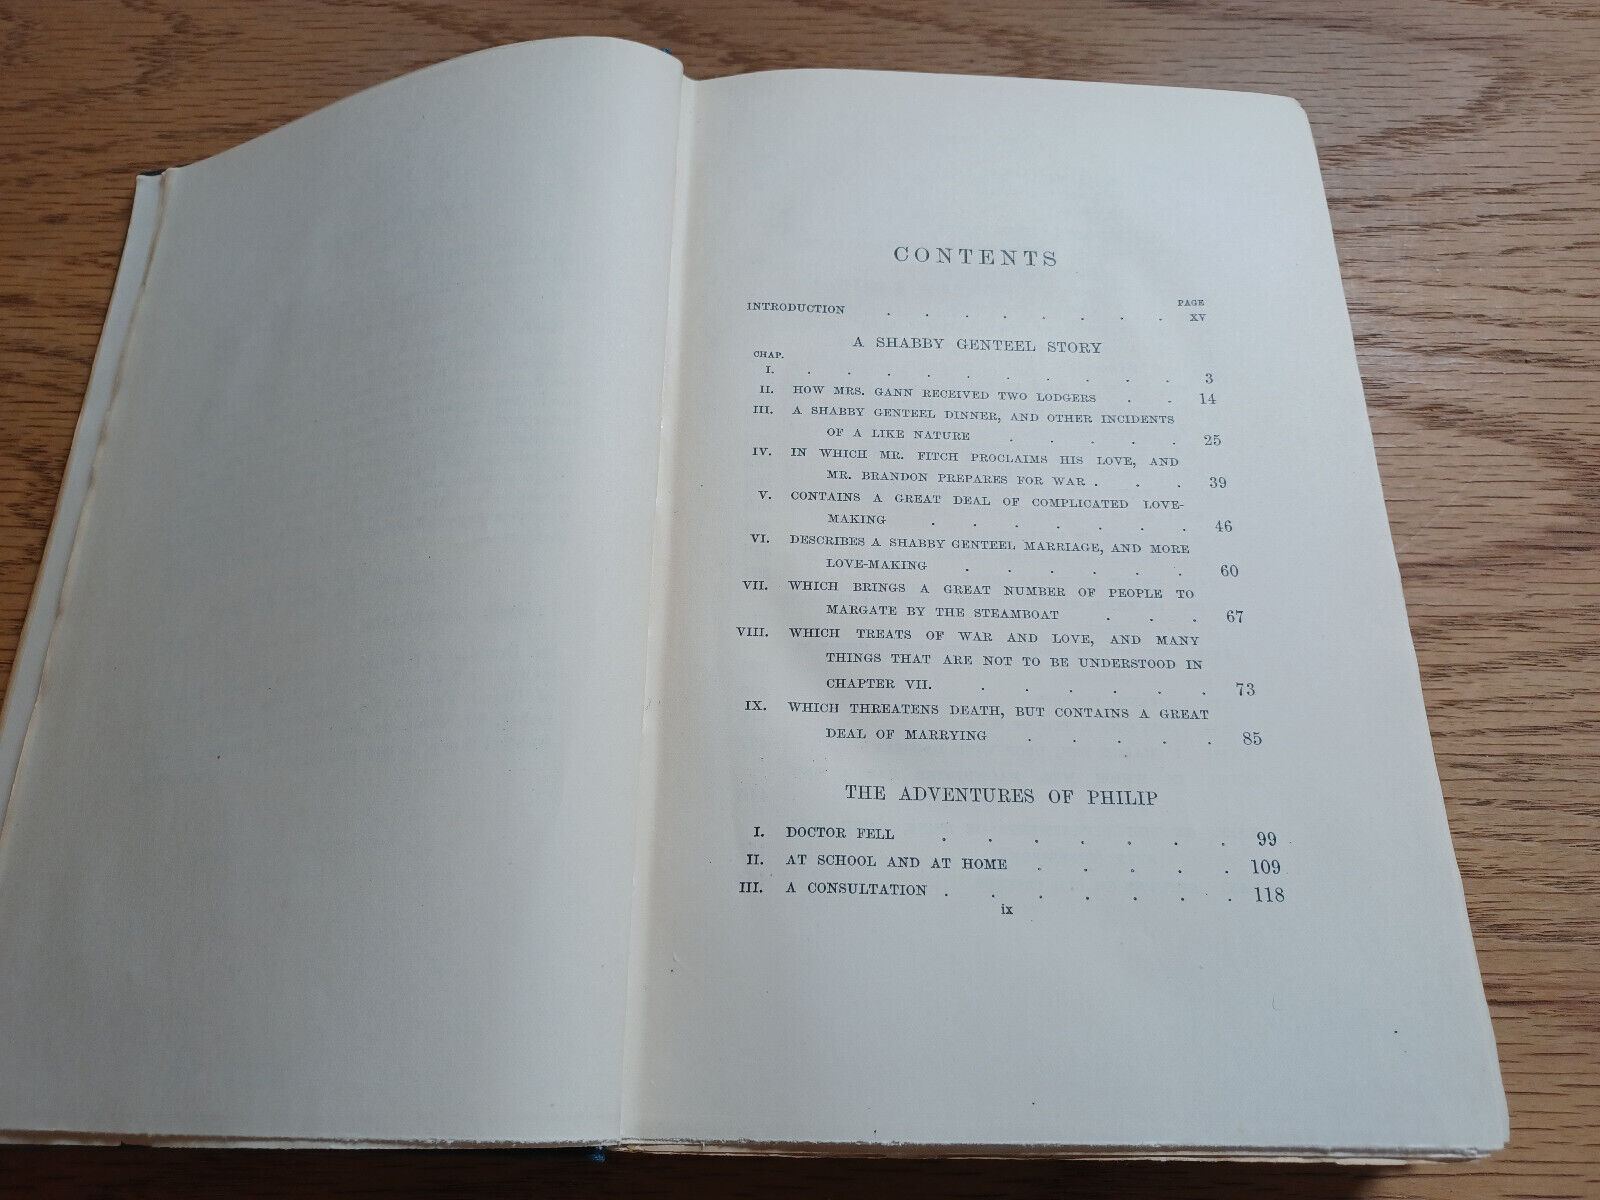 CONTENTS
PAGE
INTRODUCTION . . . . . . . . XV
A SHABBY GENTEEL STORY
CHAP.
I. . . . . . . . . . . 3
II. HOW MRS. GANN RECEIVED TWO LODGERS . . 14
III. A SHABBY GENTEEL DINNER, AND OTHER INCIDENTS
OF A LIKE NATURE . . . . . 25
IV. IN WHICH MR. FITCH PROCLAIMS HIS LOVE, AND
MR. BRANDON PREPARES FOR WAR . . . 39
V. CONTAINS A GREAT DEAL OF COMPLICATED LOVE-
MAKING . . . . . . . 46
VI. DESCRIBES A SHABBY GENTEEL MARRIAGE, AND MORE
LOVE-MAKING . . . . . . 60
VII. WHICH BRINGS A GREAT NUMBER OF PEOPLE TO
MARGATE BY THE STEAMBOAT . . . 67
VIII. WHICH TREATS OF WAR AND LOVE, AND MANY
THINGS THAT ARE NOT TO BE UNDERSTOOD IN
CHAPTER VII. . . . . . . 73
IX. WHICH THREATENS DEATH, BUT CONTAINS A GREAT
DEAL OF MARRYING . . . . . 85
THE ADVENTURES OF PHILIP
I. DOCTOR FELL . . . . . . . 99
II. AT SCHOOL AND AT HOME . . . . . 109
III. A CONSULTATION . . . . . . . 118
ix